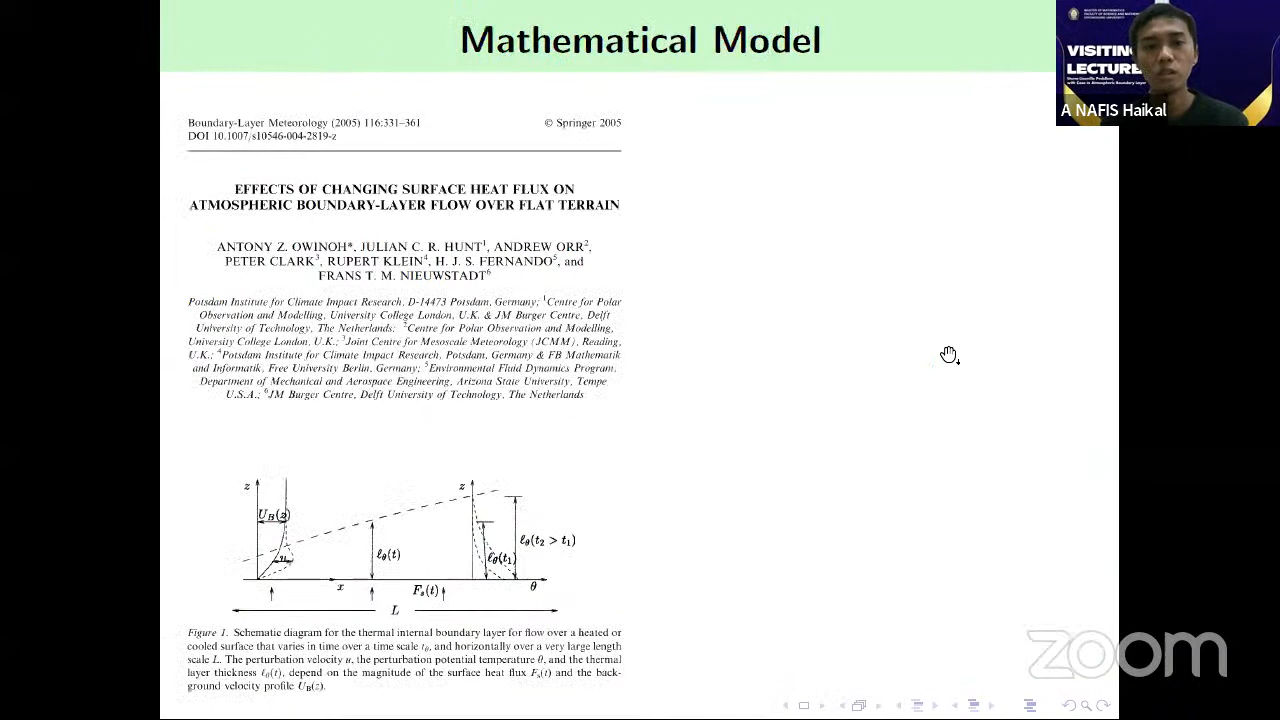 Mathematical Model
VISITING
LECTURE
A NAFIS Haikal
Boundary-Layer Meteorology (2005) 116:331–361
© Springer 2005
DOI 10.1007/s10546-004-2819-z
EFFECTS OF CHANGING SURFACE HEAT FLUX ON
ATMOSPHERIC BOUNDARY-LAYER FLOW OVER FLAT TERRAIN
ANTONY Z. OWINOH*, JULIAN C. R. HUNT1, ANDREW ORR2,
PETER CLARK3, RUPERT KLEIN4, H. J. S. FERNANDO5, and
FRANS T. M. NIEUWSTADT6
Potsdam Institute for Climate Impact Research, D-14473 Potsdam, Germany; 1Centre for Polar
Observation and Modelling, University College London, U.K. & JM Burger Centre, Delft
University of Technology, The Netherlands; 2Centre for Polar Observation and Modelling,
University College London, U.K.; 3Joint Centre for Mesoscale Meteorology (JCMM), Reading,
U.K.; 4Potsdam Institute for Climate Impact Research, Potsdam, Germany & FB Mathematik
and Informatik, Free University Berlin, Germany; 5Environmental Fluid Dynamics Program,
Department of Mechanical and Aerospace Engineering, Arizona State University, Tempe
U.S.A.; 6JM Burger Centre, Delft University of Technology, The Netherlands
z
z
UB(z)
ℓθ(t)
ℓθ(t1)
ℓθ(t2 > t1)
x
Fs(t)
θ
L
Figure 1. Schematic diagram for the thermal internal boundary layer for flow over a heated or
cooled surface that varies in time over a time scale tθ, and horizontally over a very large length
scale L. The perturbation velocity u, the perturbation potential temperature θ, and the thermal
layer thickness ℓθ(t), depend on the magnitude of the surface heat flux Fs(t) and the back-
ground velocity profile UB(z).
zoom